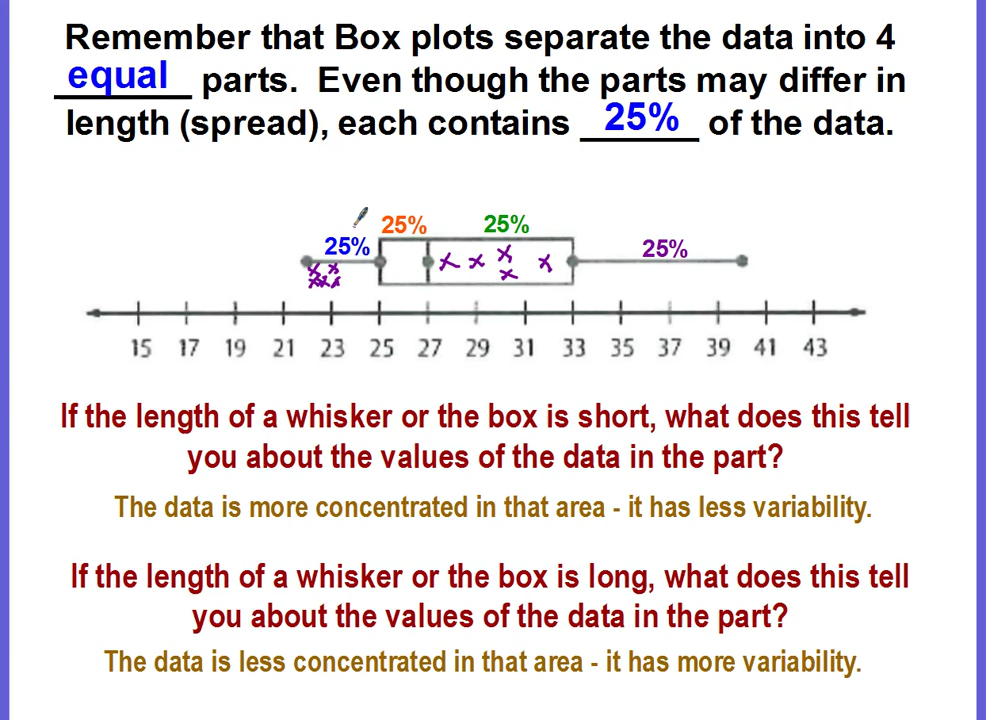 Remember that Box plots separate the data into 4
equal parts. Even though the parts may differ in
length (spread), each contains 25% of the data.
25% 25% 25% 25%
15 17 19 21 23 25 27 29 31 33 35 37 39 41 43
If the length of a whisker or the box is short, what does this tell
you about the values of the data in the part?
The data is more concentrated in that area - it has less variability.
If the length of a whisker or the box is long, what does this tell
you about the values of the data in the part?
The data is less concentrated in that area - it has more variability.